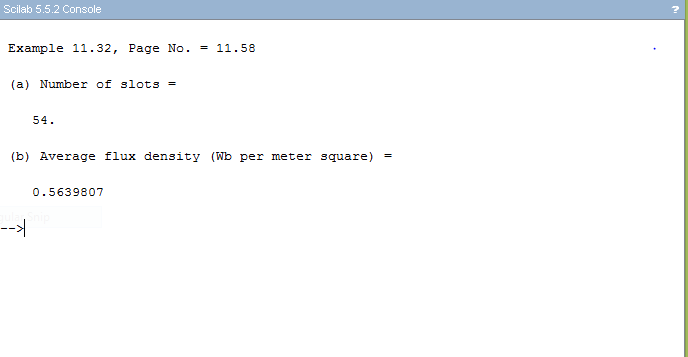 Scilab 5.5.2 Console ?
Example 11.32, Page No. = 11.58
(a) Number of slots =
54.
(b) Average flux density (Wb per meter square) =
0.5639807
-->